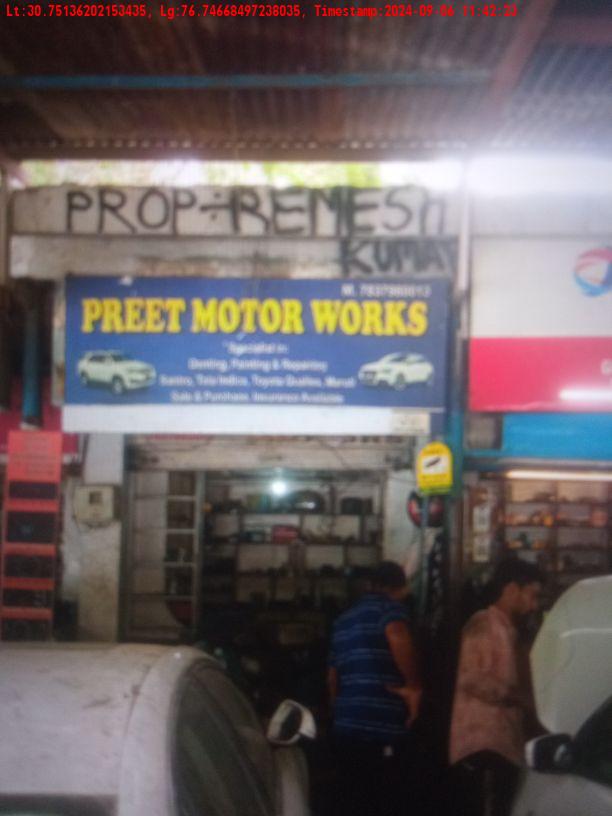 Lt:30.75136202153435, Lg:76.74668497238035, Timestamp:2024-09-06 11:42:33
PROP÷REMESH
KUMAR
M. 7837980013
PREET MOTOR WORKS
Specialist in:
Denting, Painting & Repairing
Santro, Tata Indica, Toyota Qualies, Maruti
Sale & Purchase, Insurance Available